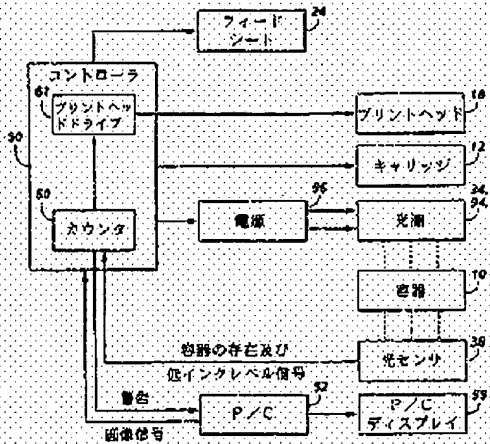 フィード
シート
24
コントローラ
61
プリントヘッ
ドドライブ
プリントヘッド
18
50
キャリッジ
12
60
カウンタ
電源
96
光源
34,
94
容器
10
容器の存在及び
低インクレベル信号
光センサ
38
警告
画像信号
P/C
52
P/C
ディスプレイ